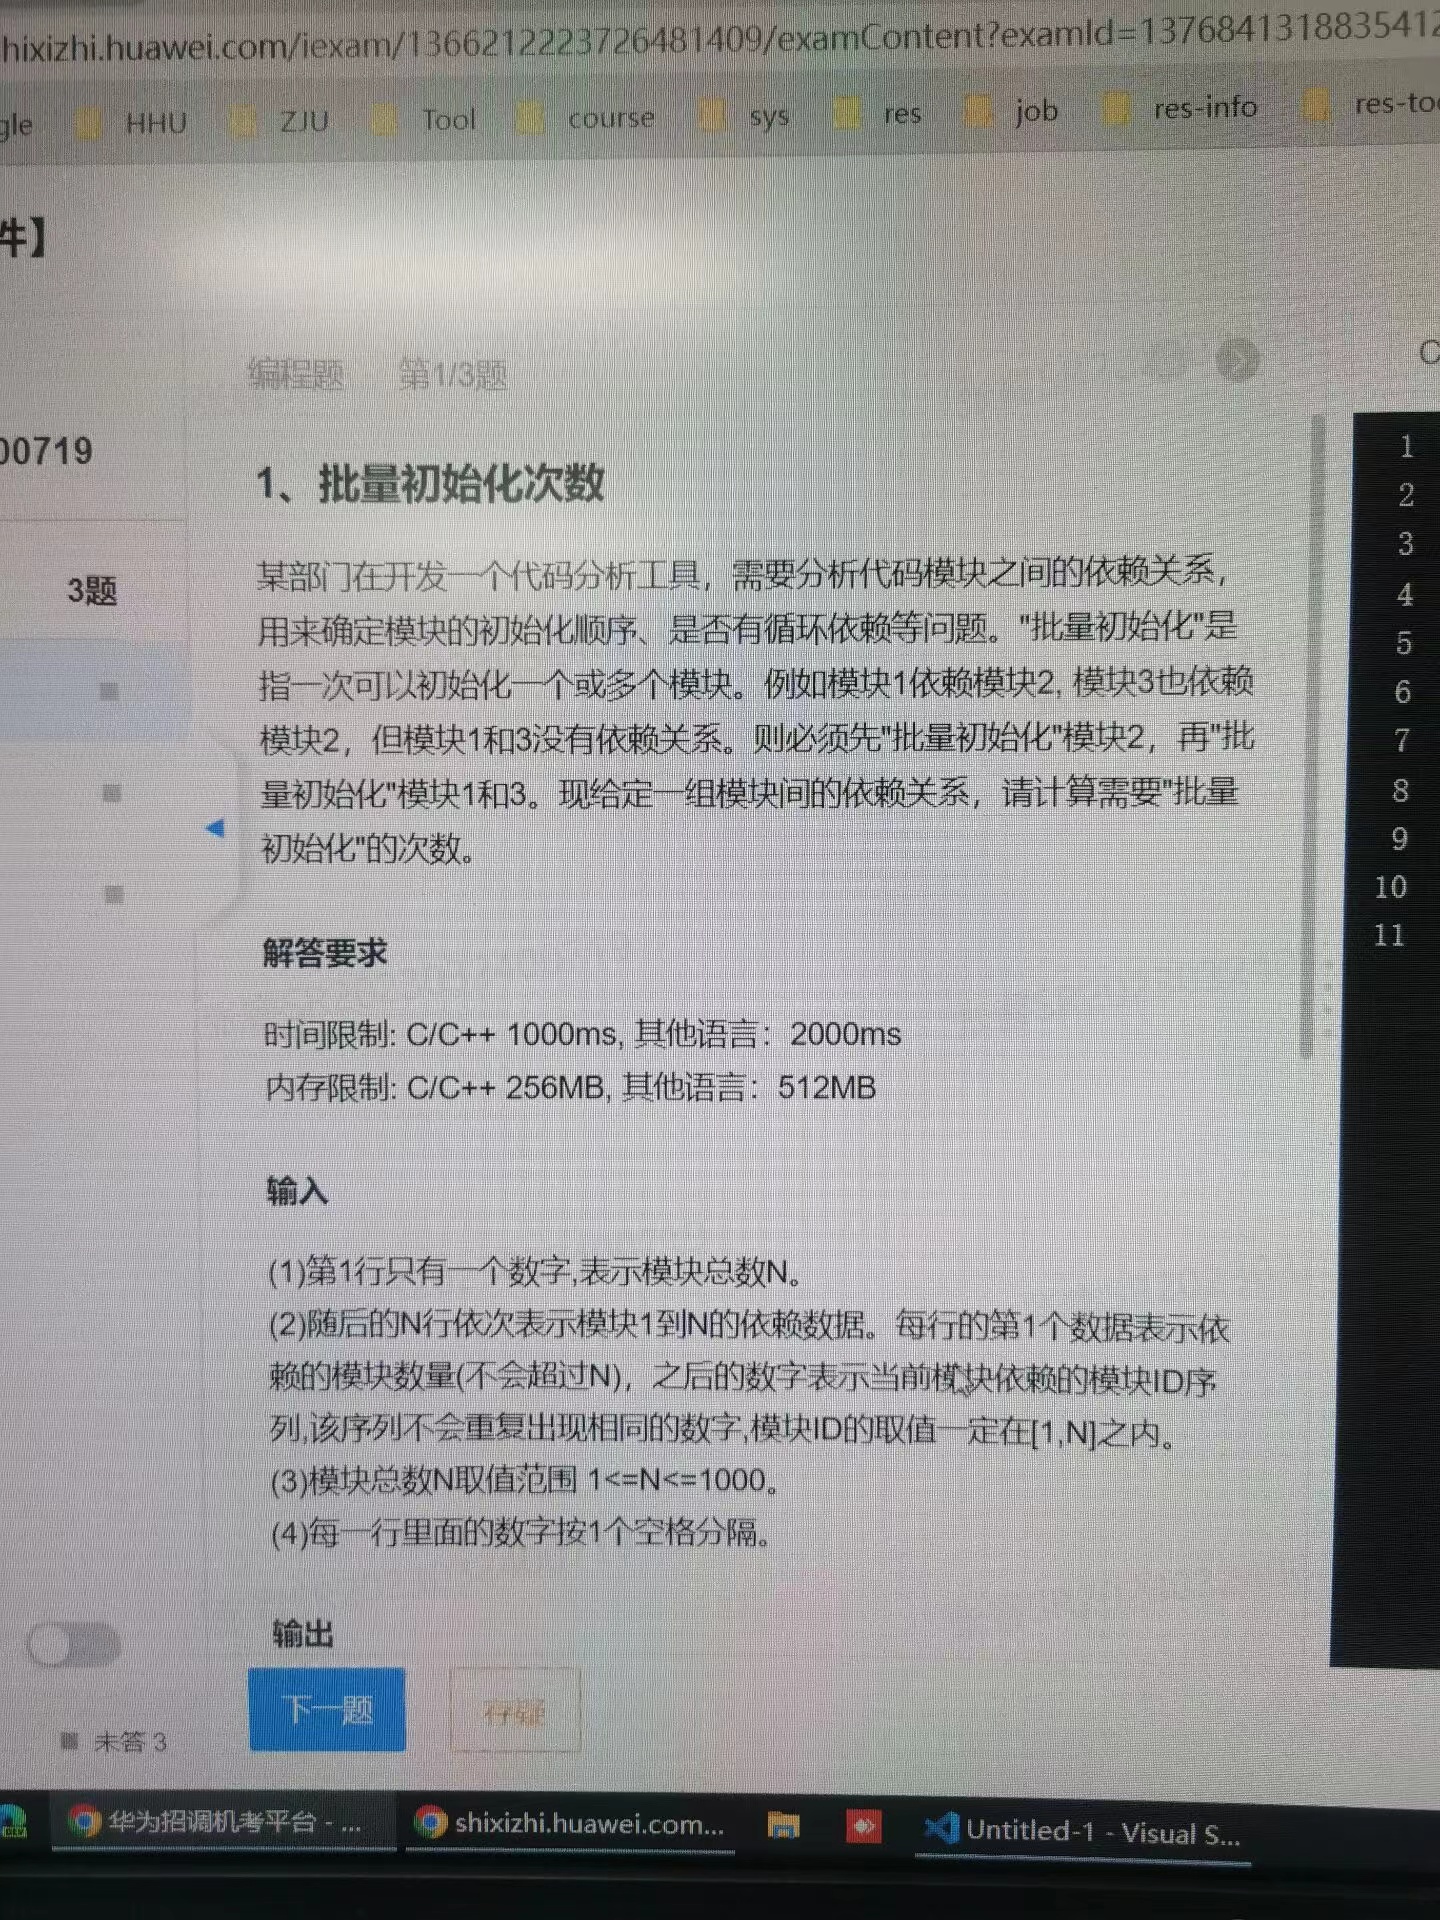 shixizhi.huawei.com/iexam/1366212223726481409/examContent?examId=137684131883541
gle HHU ZJU Tool course sys res job res-info res-to
件】
编程题 第1/3题
00719
1、批量初始化次数
3题
某部门在开发一个代码分析工具，需要分析代码模块之间的依赖关系，
用来确定模块的初始化顺序、是否有循环依赖等问题。"批量初始化"是
指一次可以初始化一个或多个模块。例如模块1依赖模块2, 模块3也依赖
模块2，但模块1和3没有依赖关系。则必须先"批量初始化"模块2，再"批
量初始化"模块1和3。现给定一组模块间的依赖关系，请计算需要"批量
初始化"的次数。
解答要求
时间限制: C/C++ 1000ms, 其他语言：2000ms
内存限制: C/C++ 256MB, 其他语言：512MB
输入
(1)第1行只有一个数字,表示模块总数N。
(2)随后的N行依次表示模块1到N的依赖数据。每行的第1个数据表示依
赖的模块数量(不会超过N)，之后的数字表示当前模块依赖的模块ID序
列,该序列不会重复出现相同的数字,模块ID的取值一定在[1,N]之内。
(3)模块总数N取值范围 1<=N<=1000。
(4)每一行里面的数字按1个空格分隔。
输出
下一题 存疑
未答 3
1
2
3
4
5
6
7
8
9
10
11
华为招调机考平台 - ... shixizhi.huawei.com... Untitled-1 - Visual S...